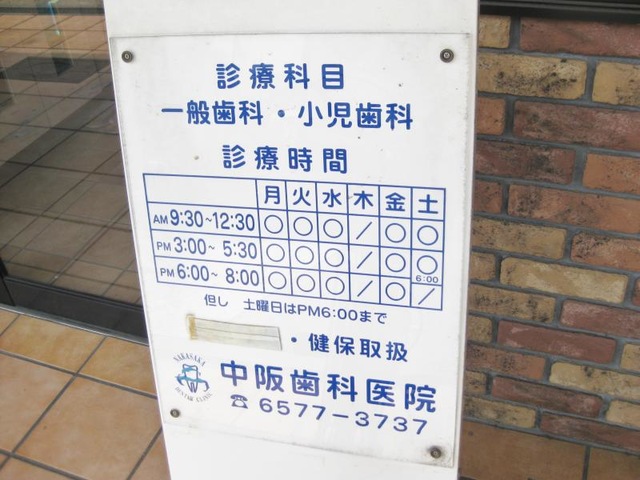 診療科目
一般歯科・小児歯科
診療時間
月 火 水 木 金 土
AM 9:30~12:30 ○ ○ ○ / ○ ○
PM 3:00~ 5:30 ○ ○ ○ / ○ ○ 6:00
PM 6:00~ 8:00 ○ ○ ○ / ○ /
但し 土曜日はPM6:00まで
・健保取扱
NAKASAKA DENTAL CLINIC
中阪歯科医院
☎ 6577-3737